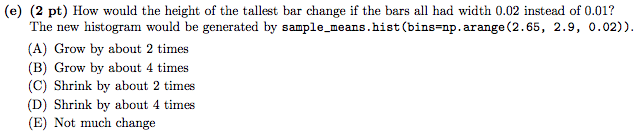 (e) (2 pt) How would the height of the tallest bar change if the bars all had width 0.02 instead of 0.01?
The new histogram would be generated by sample_means.hist(bins=np.arange(2.65, 2.9, 0.02)).
(A) Grow by about 2 times
(B) Grow by about 4 times
(C) Shrink by about 2 times
(D) Shrink by about 4 times
(E) Not much change